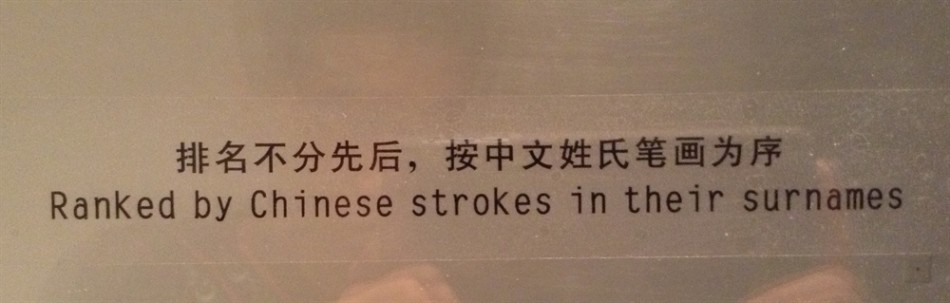 排名不分先后，按中文姓氏笔画为序
Ranked by Chinese strokes in their surnames